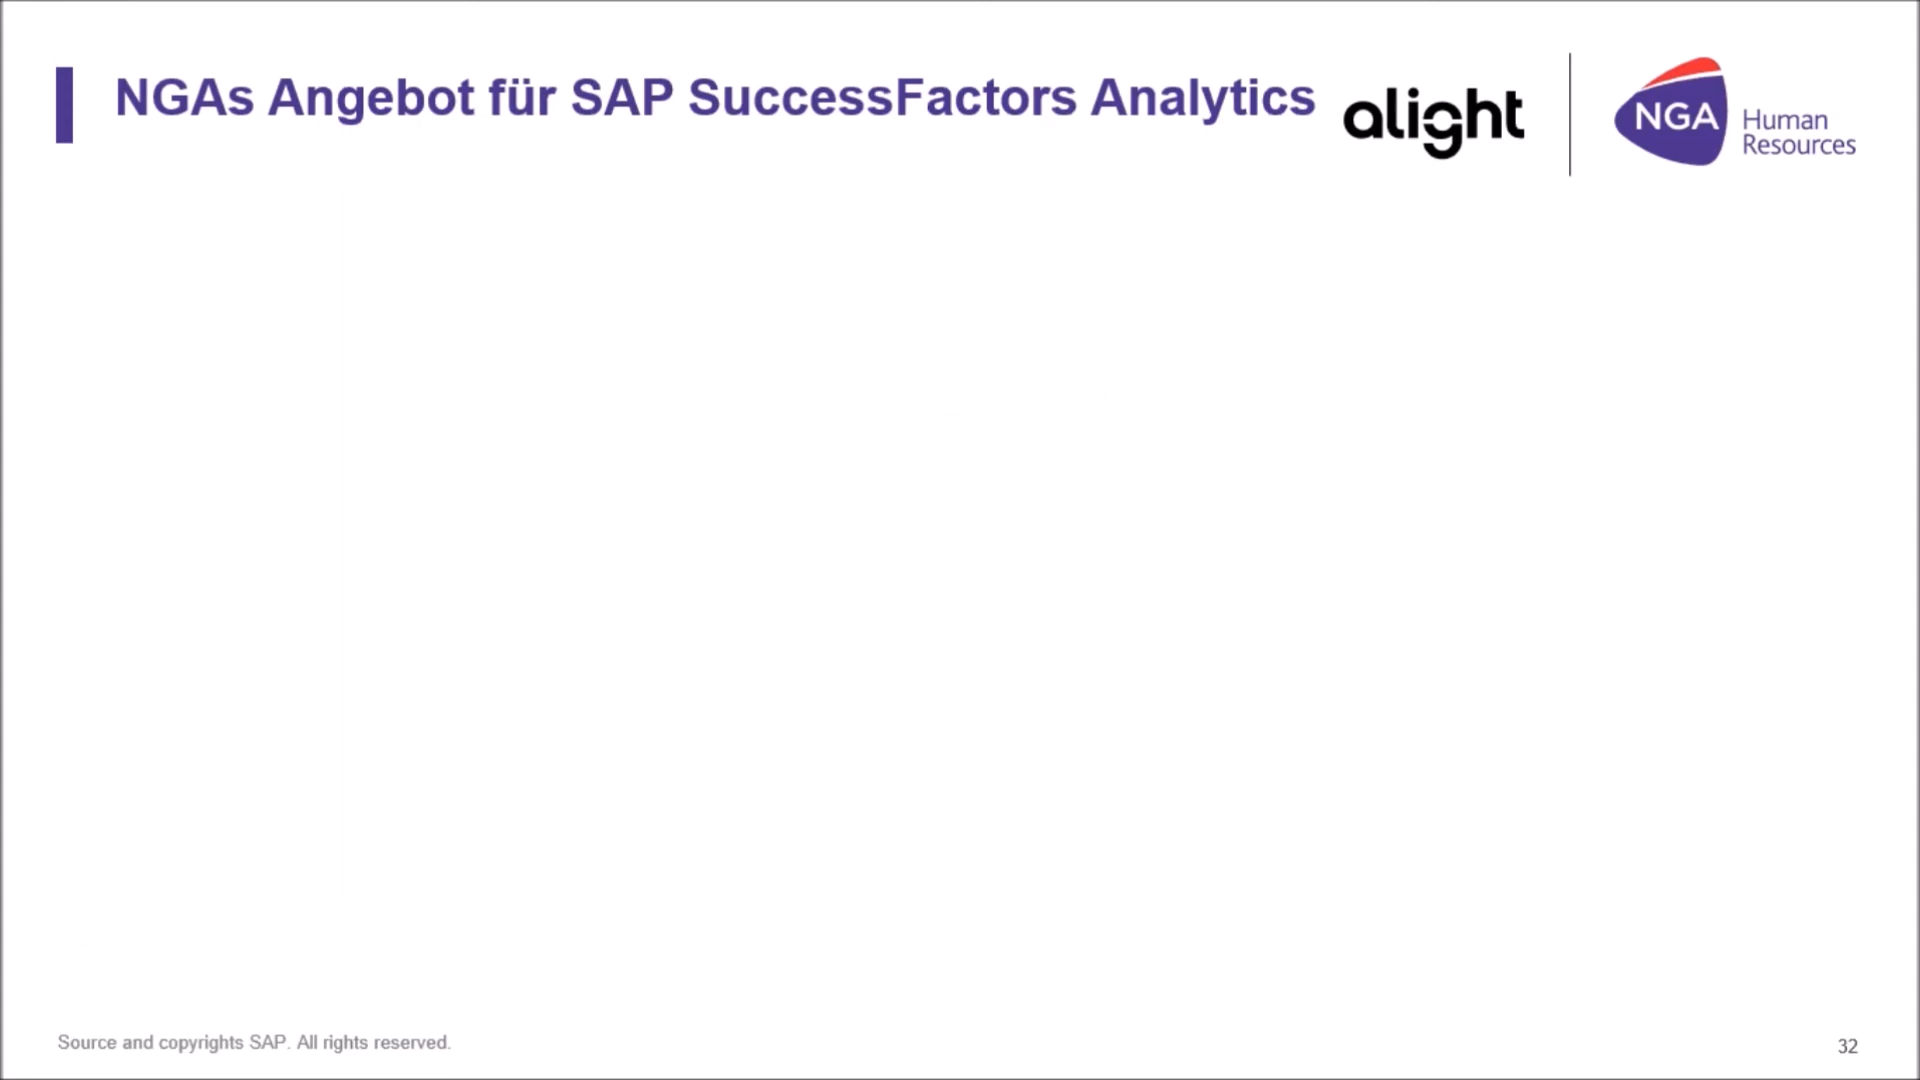 NGAs Angebot für SAP SuccessFactors Analytics
alight
NGA
Human
Resources
Source and copyrights SAP. All rights reserved.
32